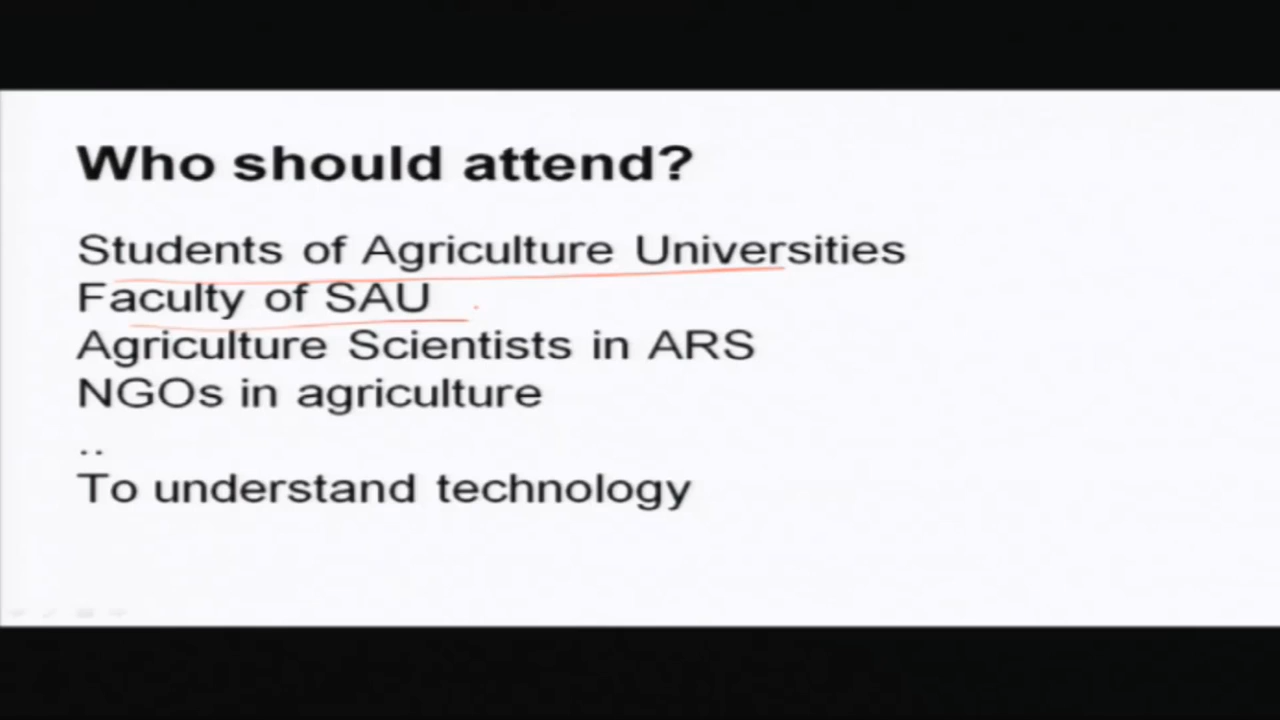 Who should attend?
Students of Agriculture Universities
Faculty of SAU
Agriculture Scientists in ARS
NGOs in agriculture
..
To understand technology